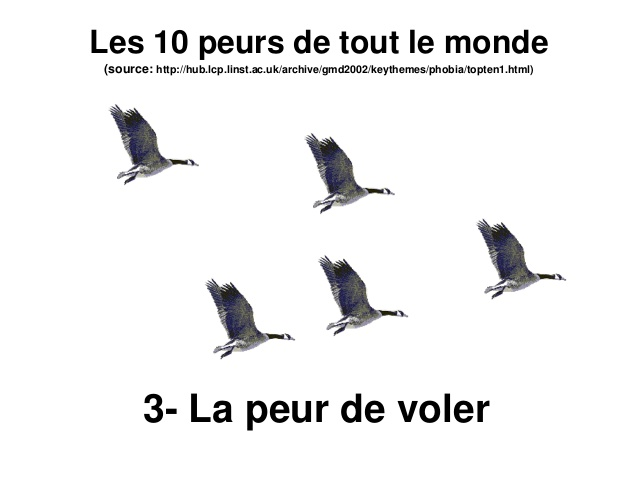 Les 10 peurs de tout le monde
(source: http://hub.lcp.linst.ac.uk/archive/gmd2002/keythemes/phobia/topten1.html)
3- La peur de voler